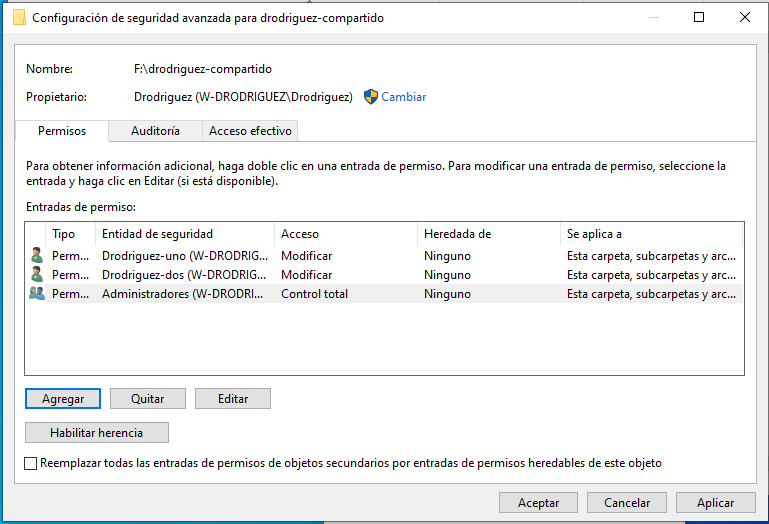 Configuración de seguridad avanzada para drodriguez-compartido
Nombre: F:\drodriguez-compartido
Propietario: Drodriguez (W-DRODRIGUEZ\Drodriguez) Cambiar
Permisos Auditoría Acceso efectivo
Para obtener información adicional, haga doble clic en una entrada de permiso. Para modificar una entrada de permiso, seleccione la
entrada y haga clic en Editar (si está disponible).
Entradas de permiso:
Tipo Entidad de seguridad Acceso Heredada de Se aplica a
Perm... Drodriguez-uno (W-DRODRIG... Modificar Ninguno Esta carpeta, subcarpetas y arc...
Perm... Drodriguez-dos (W-DRODRIG... Modificar Ninguno Esta carpeta, subcarpetas y arc...
Perm... Administradores (W-DRODRI... Control total Ninguno Esta carpeta, subcarpetas y arc...
Agregar Quitar Editar
Habilitar herencia
Reemplazar todas las entradas de permisos de objetos secundarios por entradas de permisos heredables de este objeto
Aceptar Cancelar Aplicar